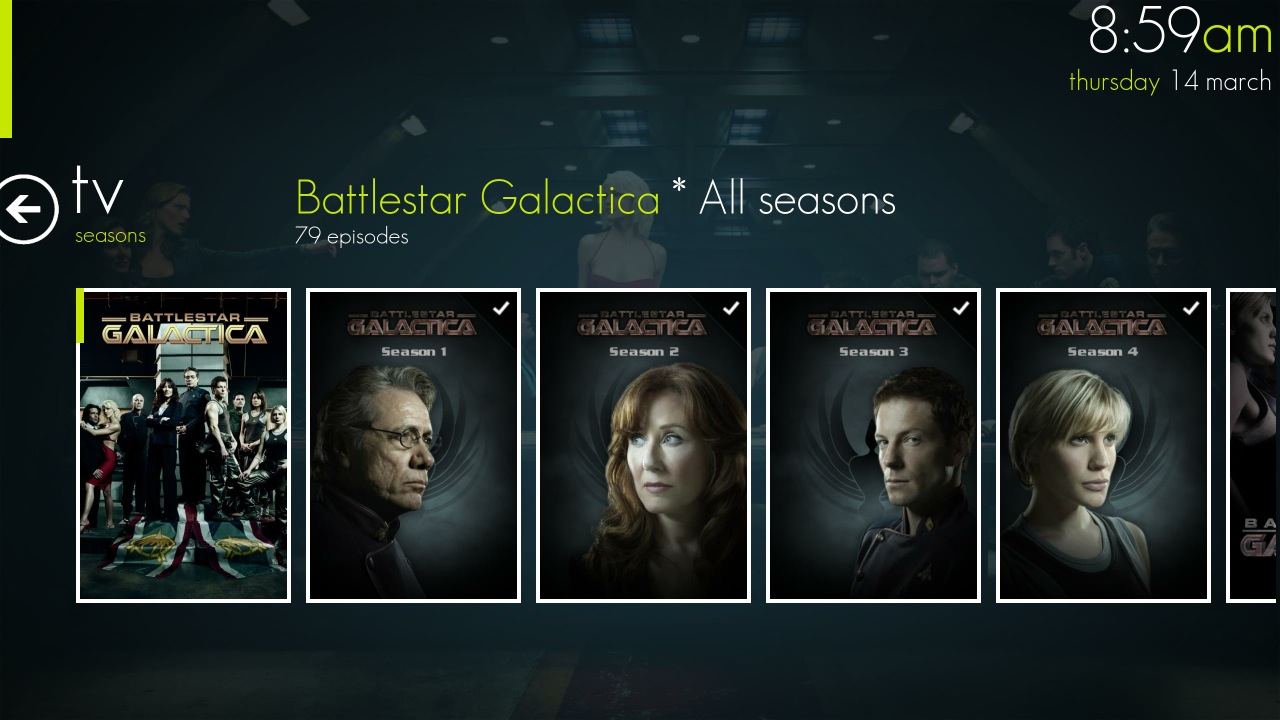 8:59am
thursday 14 march
tv
seasons
Battlestar Galactica * All seasons
79 episodes
BATTLESTAR
GALACTICA
BATTLESTAR
GALACTICA
Season 1
BATTLESTAR
GALACTICA
Season 2
BATTLESTAR
GALACTICA
Season 3
BATTLESTAR
GALACTICA
Season 4
BA
GA